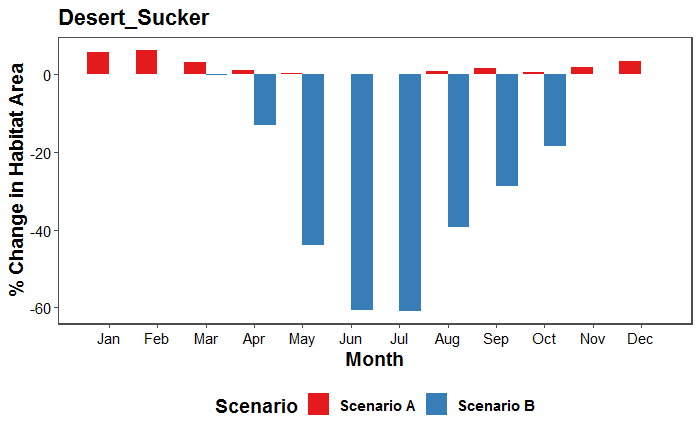 Desert_Sucker
% Change in Habitat Area
0
-20
-40
-60
Jan Feb Mar Apr May Jun Jul Aug Sep Oct Nov Dec
Month
Scenario Scenario A Scenario B